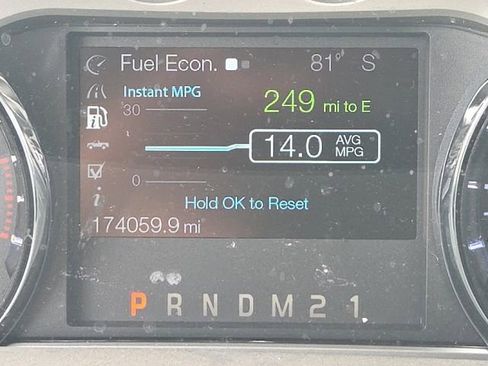 Fuel Econ. 81° S
Instant MPG
249 mi to E
30
14.0 AVG MPG
0
Hold OK to Reset
174059.9 mi
P R N D M 2 1